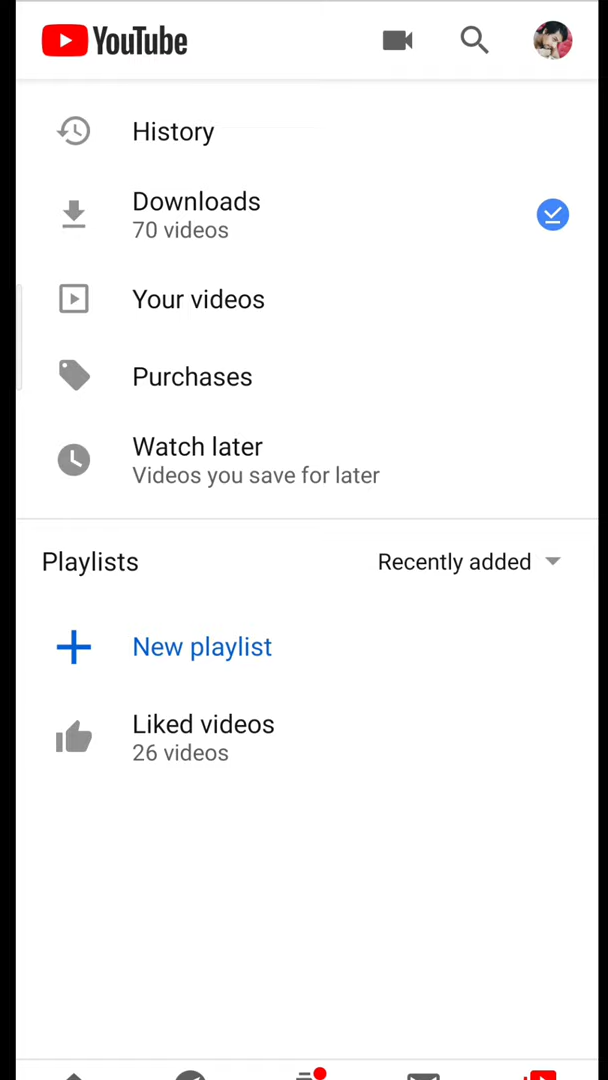 YouTube
History
Downloads
70 videos
Your videos
Purchases
Watch later
Videos you save for later
Playlists
Recently added
New playlist
Liked videos
26 videos